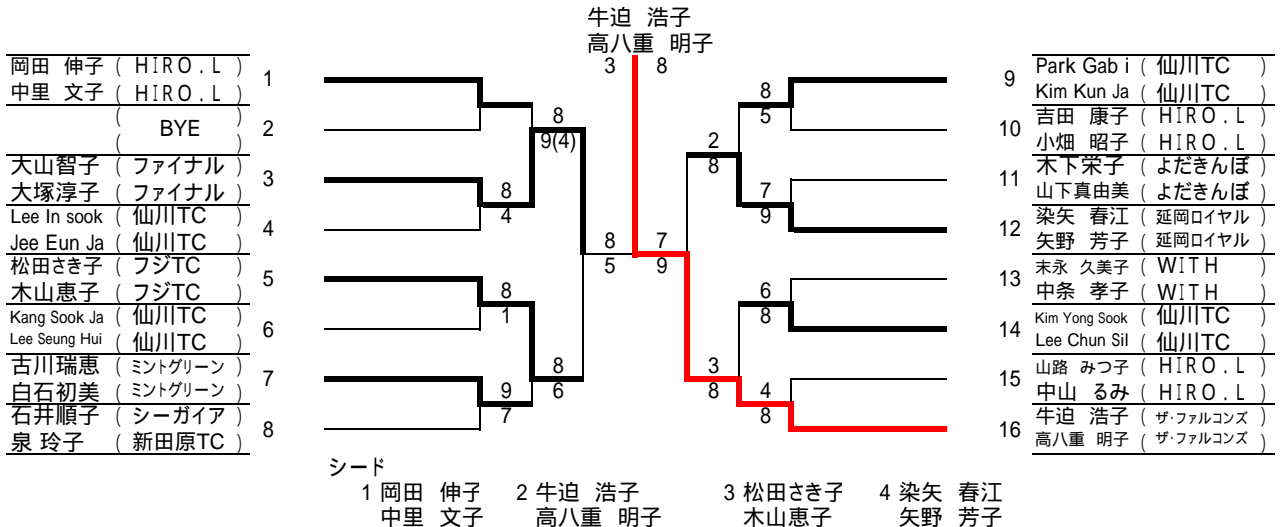 牛迫 浩子
高八重 明子
3 8
岡田 伸子 ( HIRO.L ) 1
中里 文子 ( HIRO.L )
( BYE ) 2
( )
大山智子 ( ファイナル ) 3
大塚淳子 ( ファイナル )
Lee In sook ( 仙川TC ) 4
Jee Eun Ja ( 仙川TC )
松田さき子 ( フジTC ) 5
木山恵子 ( フジTC )
Kang Sook Ja ( 仙川TC ) 6
Lee Seung Hui ( 仙川TC )
古川瑞恵 ( ミントグリーン ) 7
白石初美 ( ミントグリーン )
石井順子 ( シーガイア ) 8
泉 玲子 ( 新田原TC )
8
9(4)
8
4
8
5
8
1
8
6
9
7
7
9
8
5
2
8
7
9
6
8
3
8
4
8
9 Park Gab i ( 仙川TC )
Kim Kun Ja ( 仙川TC )
10 吉田 康子 ( HIRO.L )
小畑 昭子 ( HIRO.L )
11 木下栄子 ( よだきんぼ )
山下真由美 ( よだきんぼ )
12 染矢 春江 ( 延岡ロイヤル )
矢野 芳子 ( 延岡ロイヤル )
13 末永 久美子 ( WITH )
中条 孝子 ( WITH )
14 Kim Yong Sook ( 仙川TC )
Lee Chun Sil ( 仙川TC )
15 山路 みつ子 ( HIRO.L )
中山 るみ ( HIRO.L )
16 牛迫 浩子 ( ザ・ファルコンズ )
高八重 明子 ( ザ・ファルコンズ )
シード
1 岡田 伸子 2 牛迫 浩子 3 松田さき子 4 染矢 春江
中里 文子 高八重 明子 木山恵子 矢野 芳子